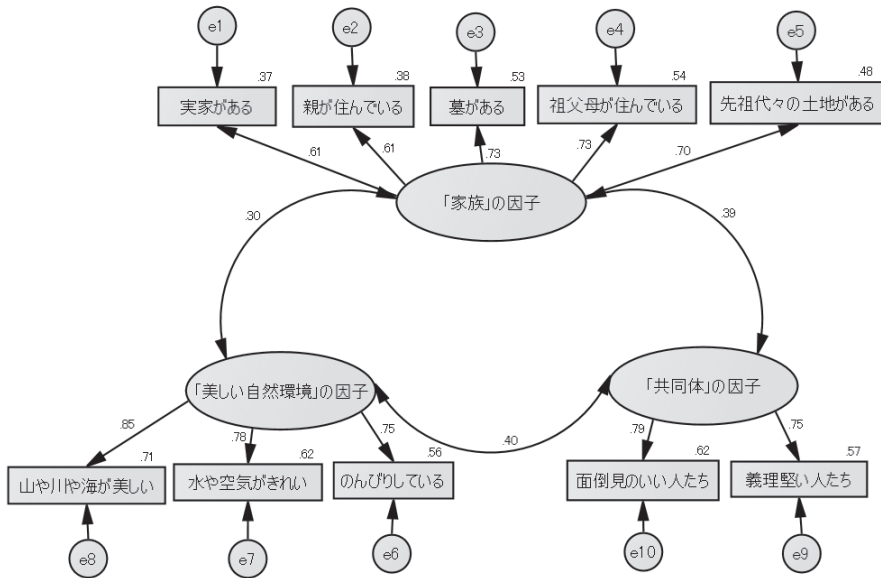 e1
e2
e3
e4
e5
.37
.38
.53
.54
.48
実家がある
親が住んでいる
墓がある
祖父母が住んでいる
先祖代々の土地がある
.61
.61
.73
.73
.70
「家族」の因子
.30
.39
「美しい自然環境」の因子
「共同体」の因子
.85
.78
.75
.40
.79
.75
.71
.62
.56
.62
.57
山や川や海が美しい
水や空気がきれい
のんびりしている
面倒見のいい人たち
義理堅い人たち
e8
e7
e6
e10
e9